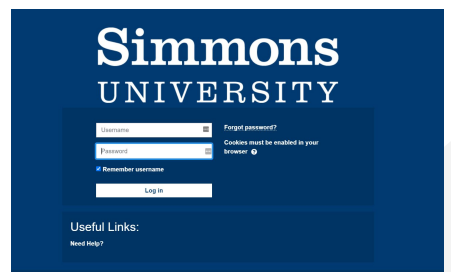 Simmons
UNIVERSITY
Username
Forgot password?
Cookies must be enabled in your
browser
Password
Remember username
Log in
Useful Links:
Need Help?